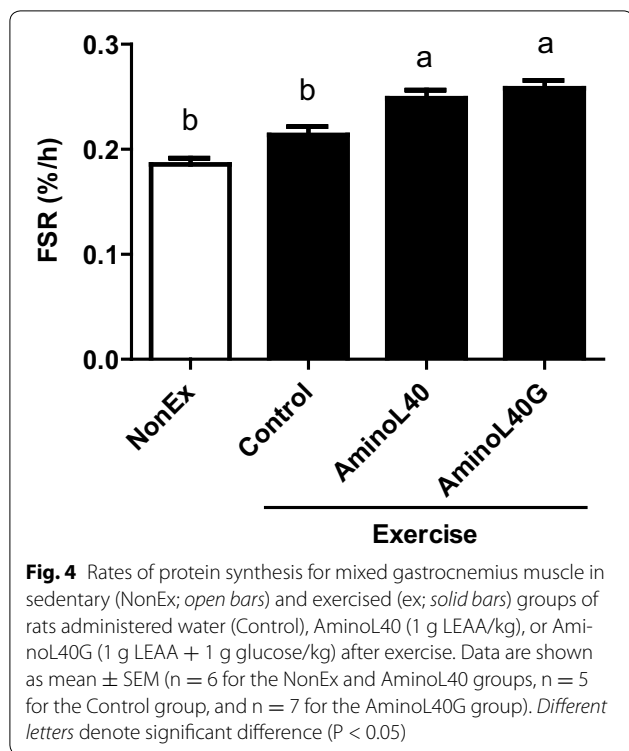 0.3
0.2
0.1
0.0
FSR (%/h)
b
b
a
a
NonEx
Control
AminoL40
AminoL40G
Exercise
Fig. 4 Rates of protein synthesis for mixed gastrocnemius muscle in
sedentary (NonEx; open bars) and exercised (ex; solid bars) groups of
rats administered water (Control), AminoL40 (1 g LEAA/kg), or Ami-
noL40G (1 g LEAA + 1 g glucose/kg) after exercise. Data are shown
as mean ± SEM (n = 6 for the NonEx and AminoL40 groups, n = 5
for the Control group, and n = 7 for the AminoL40G group). Different
letters denote significant difference (P < 0.05)